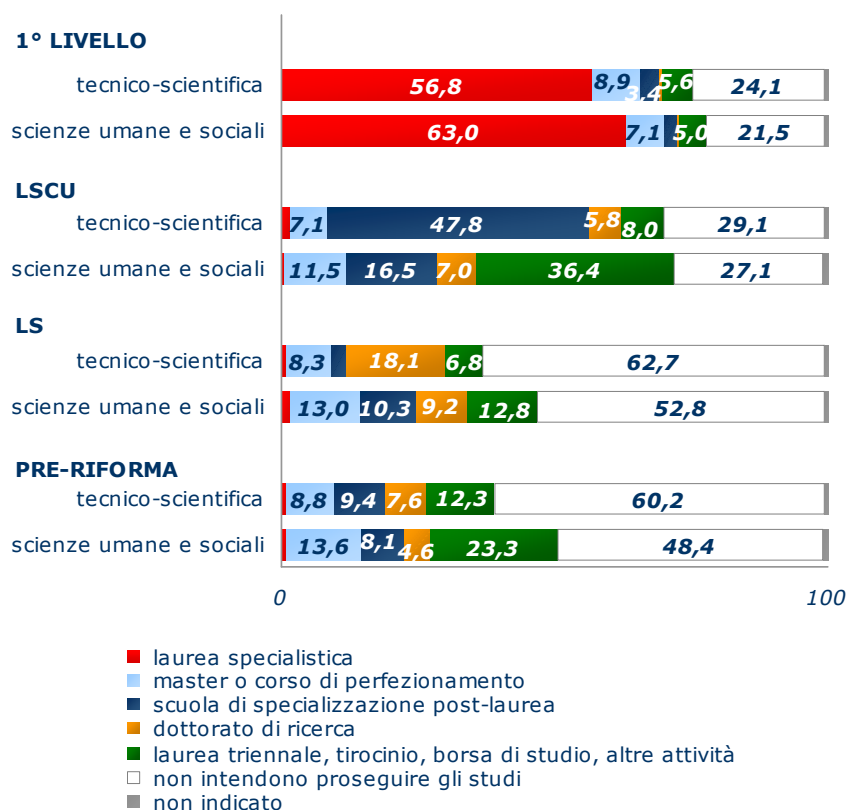 1° LIVELLO
tecnico-scientifica
56,8 8,9 3,4 5,6 24,1
scienze umane e sociali
63,0 7,1 5,0 21,5
LSCU
tecnico-scientifica
7,1 47,8 5,8 8,0 29,1
scienze umane e sociali
11,5 16,5 7,0 36,4 27,1
LS
tecnico-scientifica
8,3 18,1 6,8 62,7
scienze umane e sociali
13,0 10,3 9,2 12,8 52,8
PRE-RIFORMA
tecnico-scientifica
8,8 9,4 7,6 12,3 60,2
scienze umane e sociali
13,6 8,1 4,6 23,3 48,4
0 100
laurea specialistica
master o corso di perfezionamento
scuola di specializzazione post-laurea
dottorato di ricerca
laurea triennale, tirocinio, borsa di studio, altre attività
non intendono proseguire gli studi
non indicato